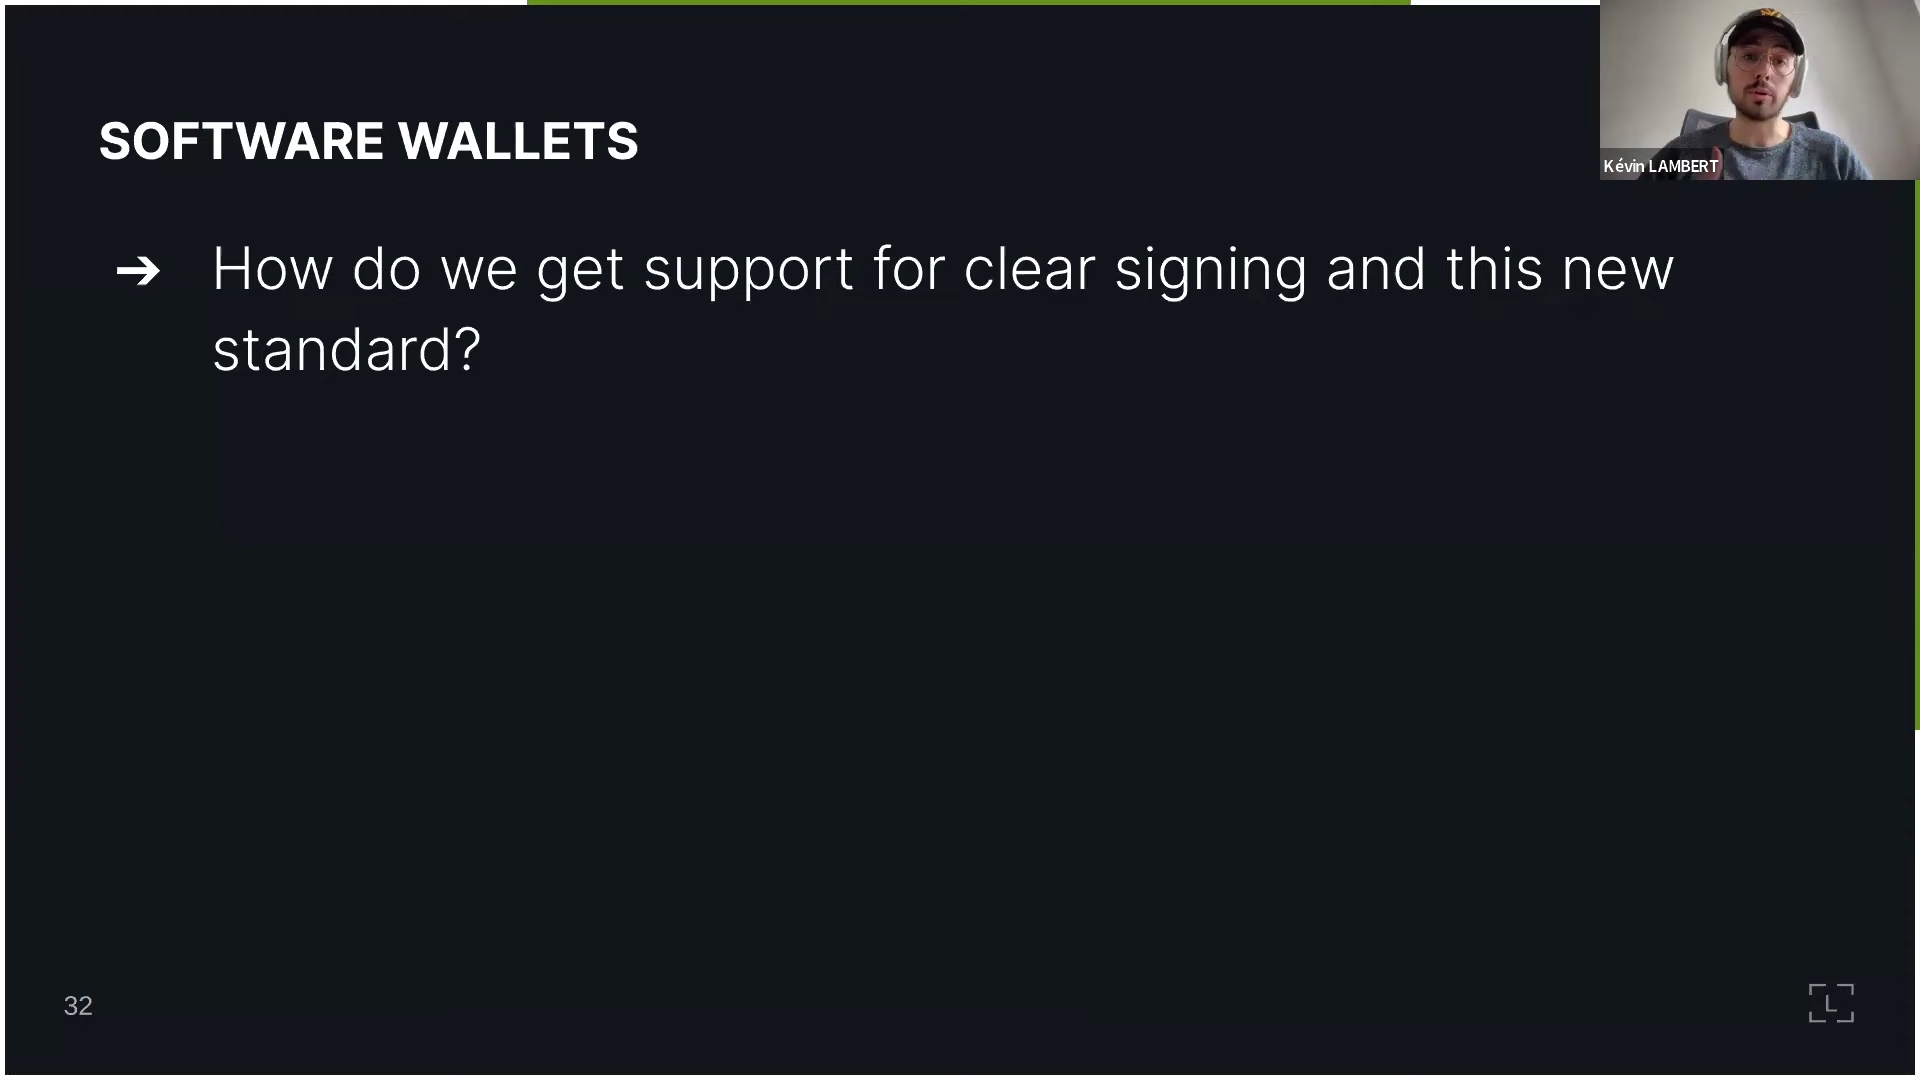 SOFTWARE WALLETS
Kévin LAMBERT
➔ How do we get support for clear signing and this new
standard?
32
L